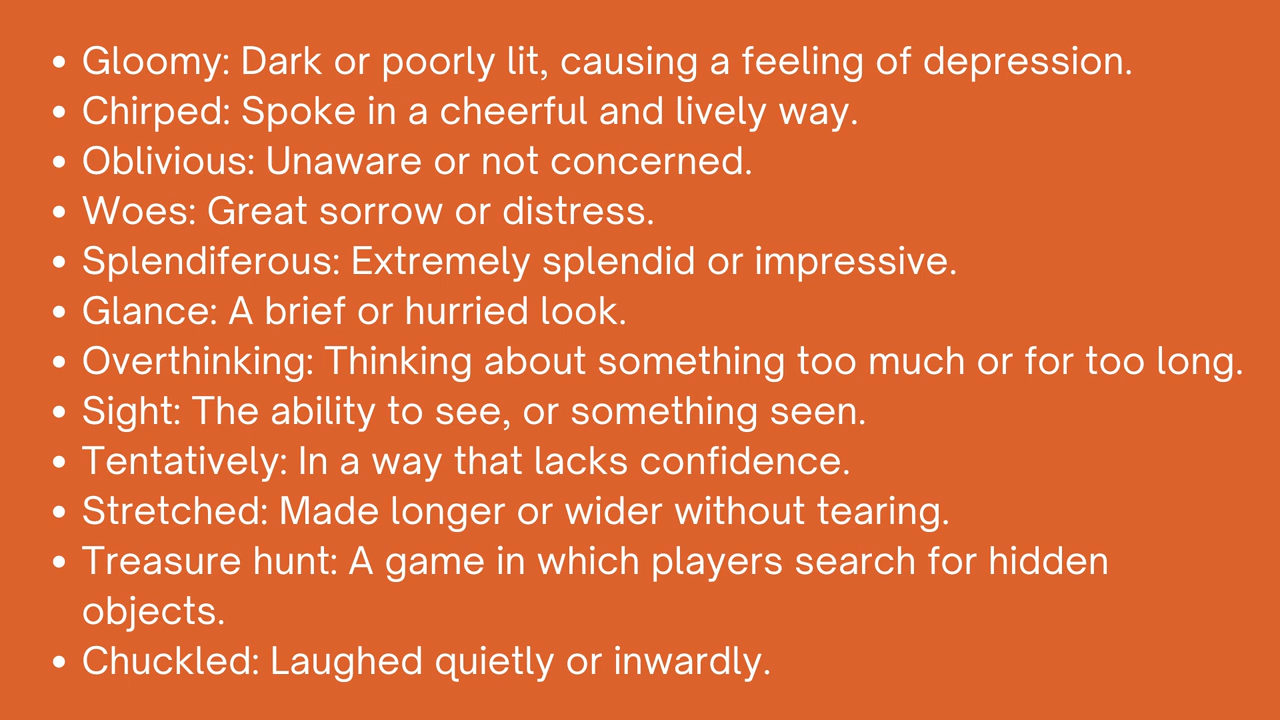 • Gloomy: Dark or poorly lit, causing a feeling of depression.
• Chirped: Spoke in a cheerful and lively way.
• Oblivious: Unaware or not concerned.
• Woes: Great sorrow or distress.
• Splendiferous: Extremely splendid or impressive.
• Glance: A brief or hurried look.
• Overthinking: Thinking about something too much or for too long.
• Sight: The ability to see, or something seen.
• Tentatively: In a way that lacks confidence.
• Stretched: Made longer or wider without tearing.
• Treasure hunt: A game in which players search for hidden
objects.
• Chuckled: Laughed quietly or inwardly.